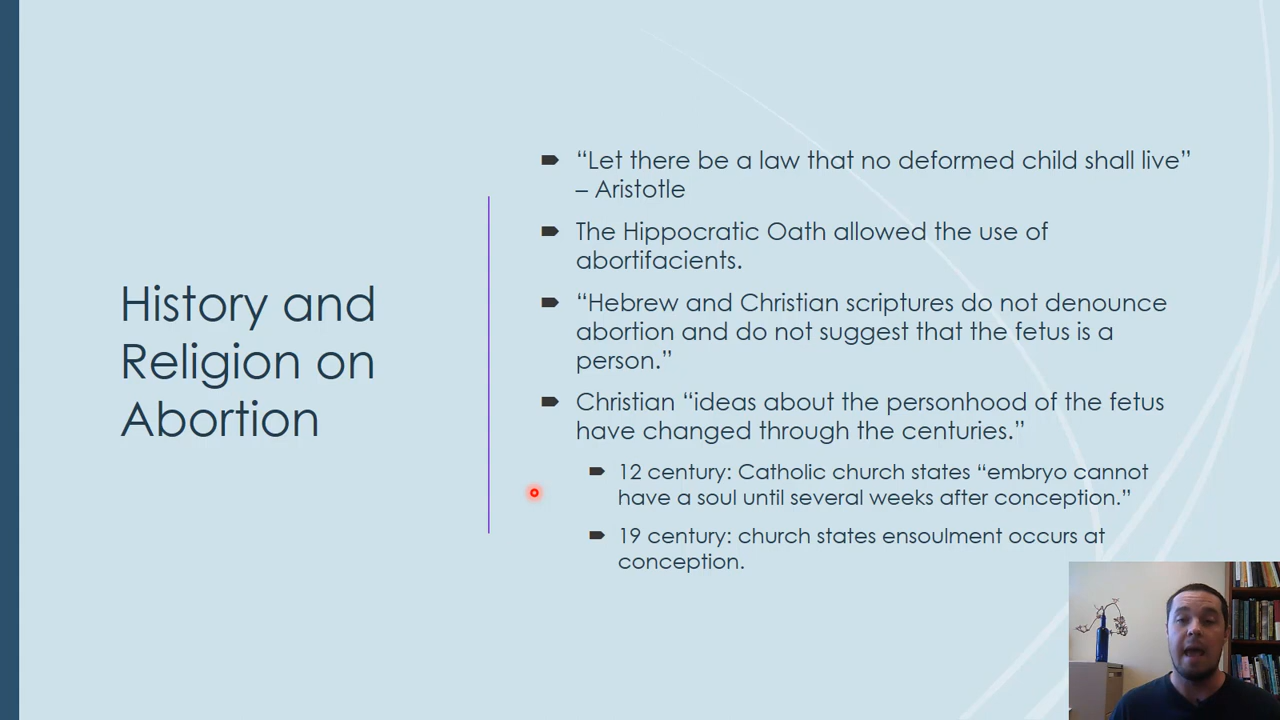 History and
Religion on
Abortion
“Let there be a law that no deformed child shall live”
– Aristotle
The Hippocratic Oath allowed the use of
abortifacients.
“Hebrew and Christian scriptures do not denounce
abortion and do not suggest that the fetus is a
person.”
Christian “ideas about the personhood of the fetus
have changed through the centuries.”
12 century: Catholic church states “embryo cannot
have a soul until several weeks after conception.”
19 century: church states ensoulment occurs at
conception.